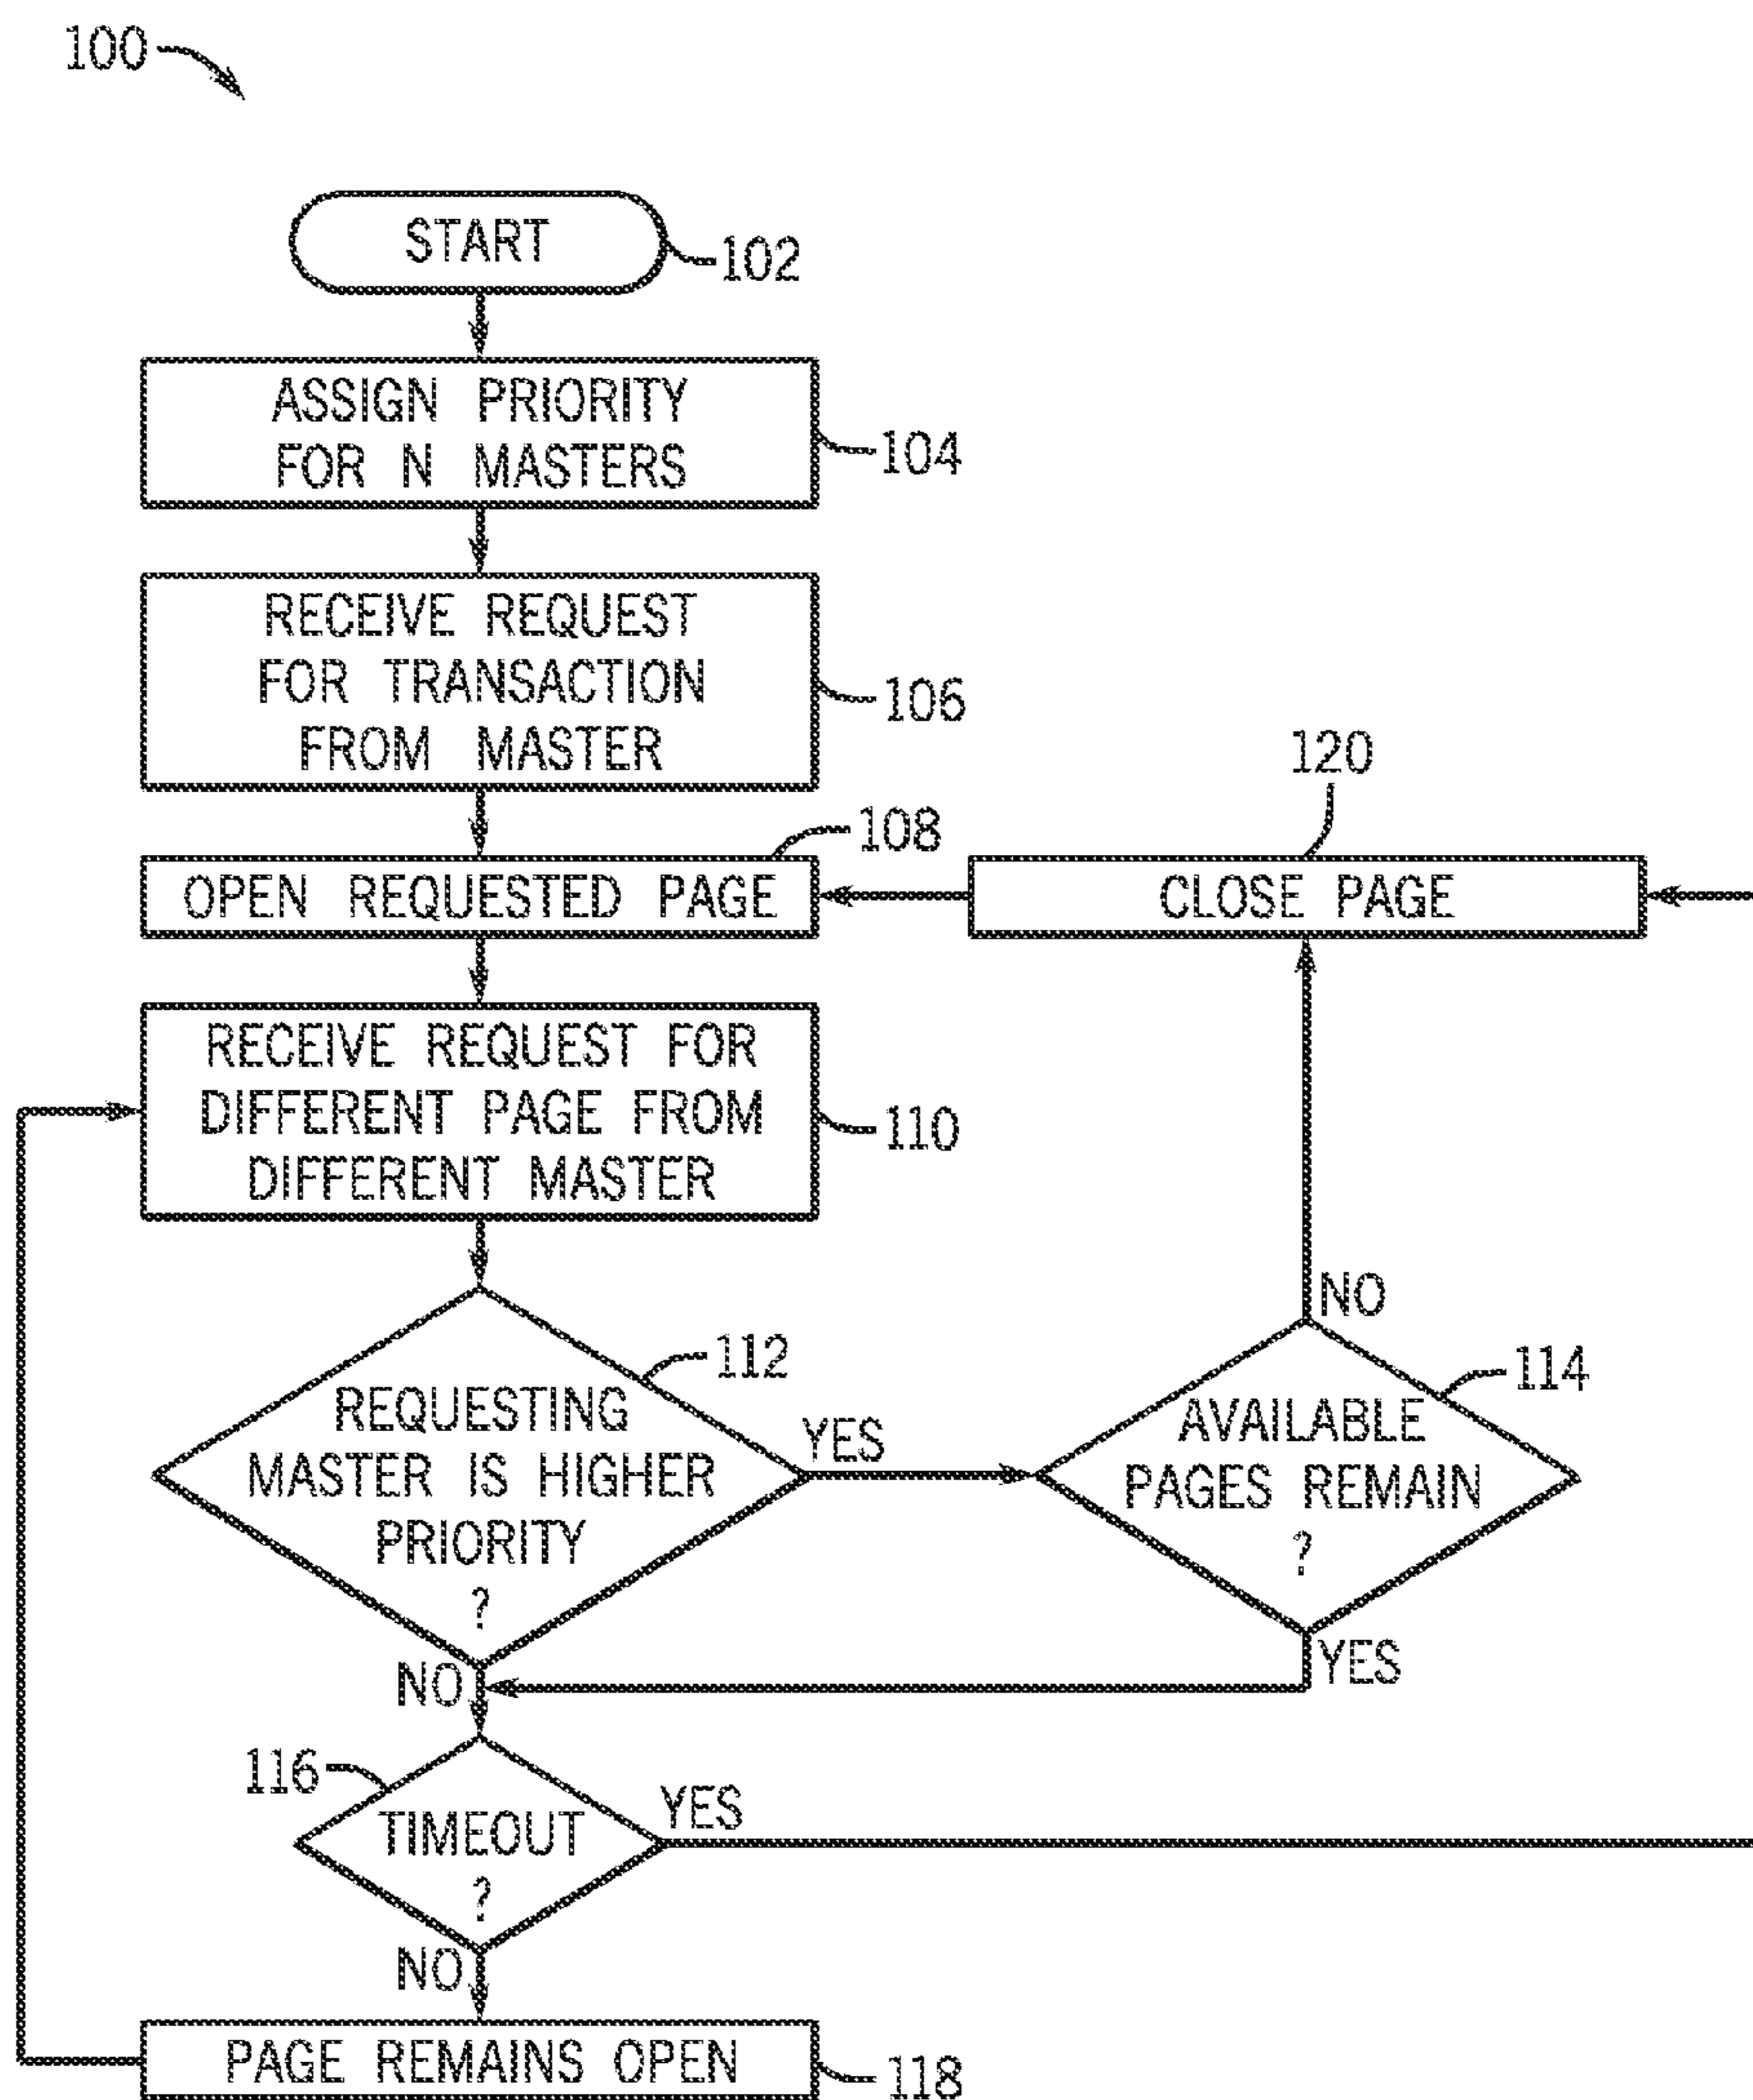 100
START
102
ASSIGN PRIORITY
FOR N MASTERS
104
RECEIVE REQUEST
FOR TRANSACTION
FROM MASTER
106
108
OPEN REQUESTED PAGE
120
CLOSE PAGE
RECEIVE REQUEST FOR
DIFFERENT PAGE FROM
DIFFERENT MASTER
110
112
REQUESTING
MASTER IS HIGHER
PRIORITY
?
YES
NO
114
AVAILABLE
PAGES REMAIN
?
NO
YES
116
TIMEOUT
?
YES
NO
PAGE REMAINS OPEN
118